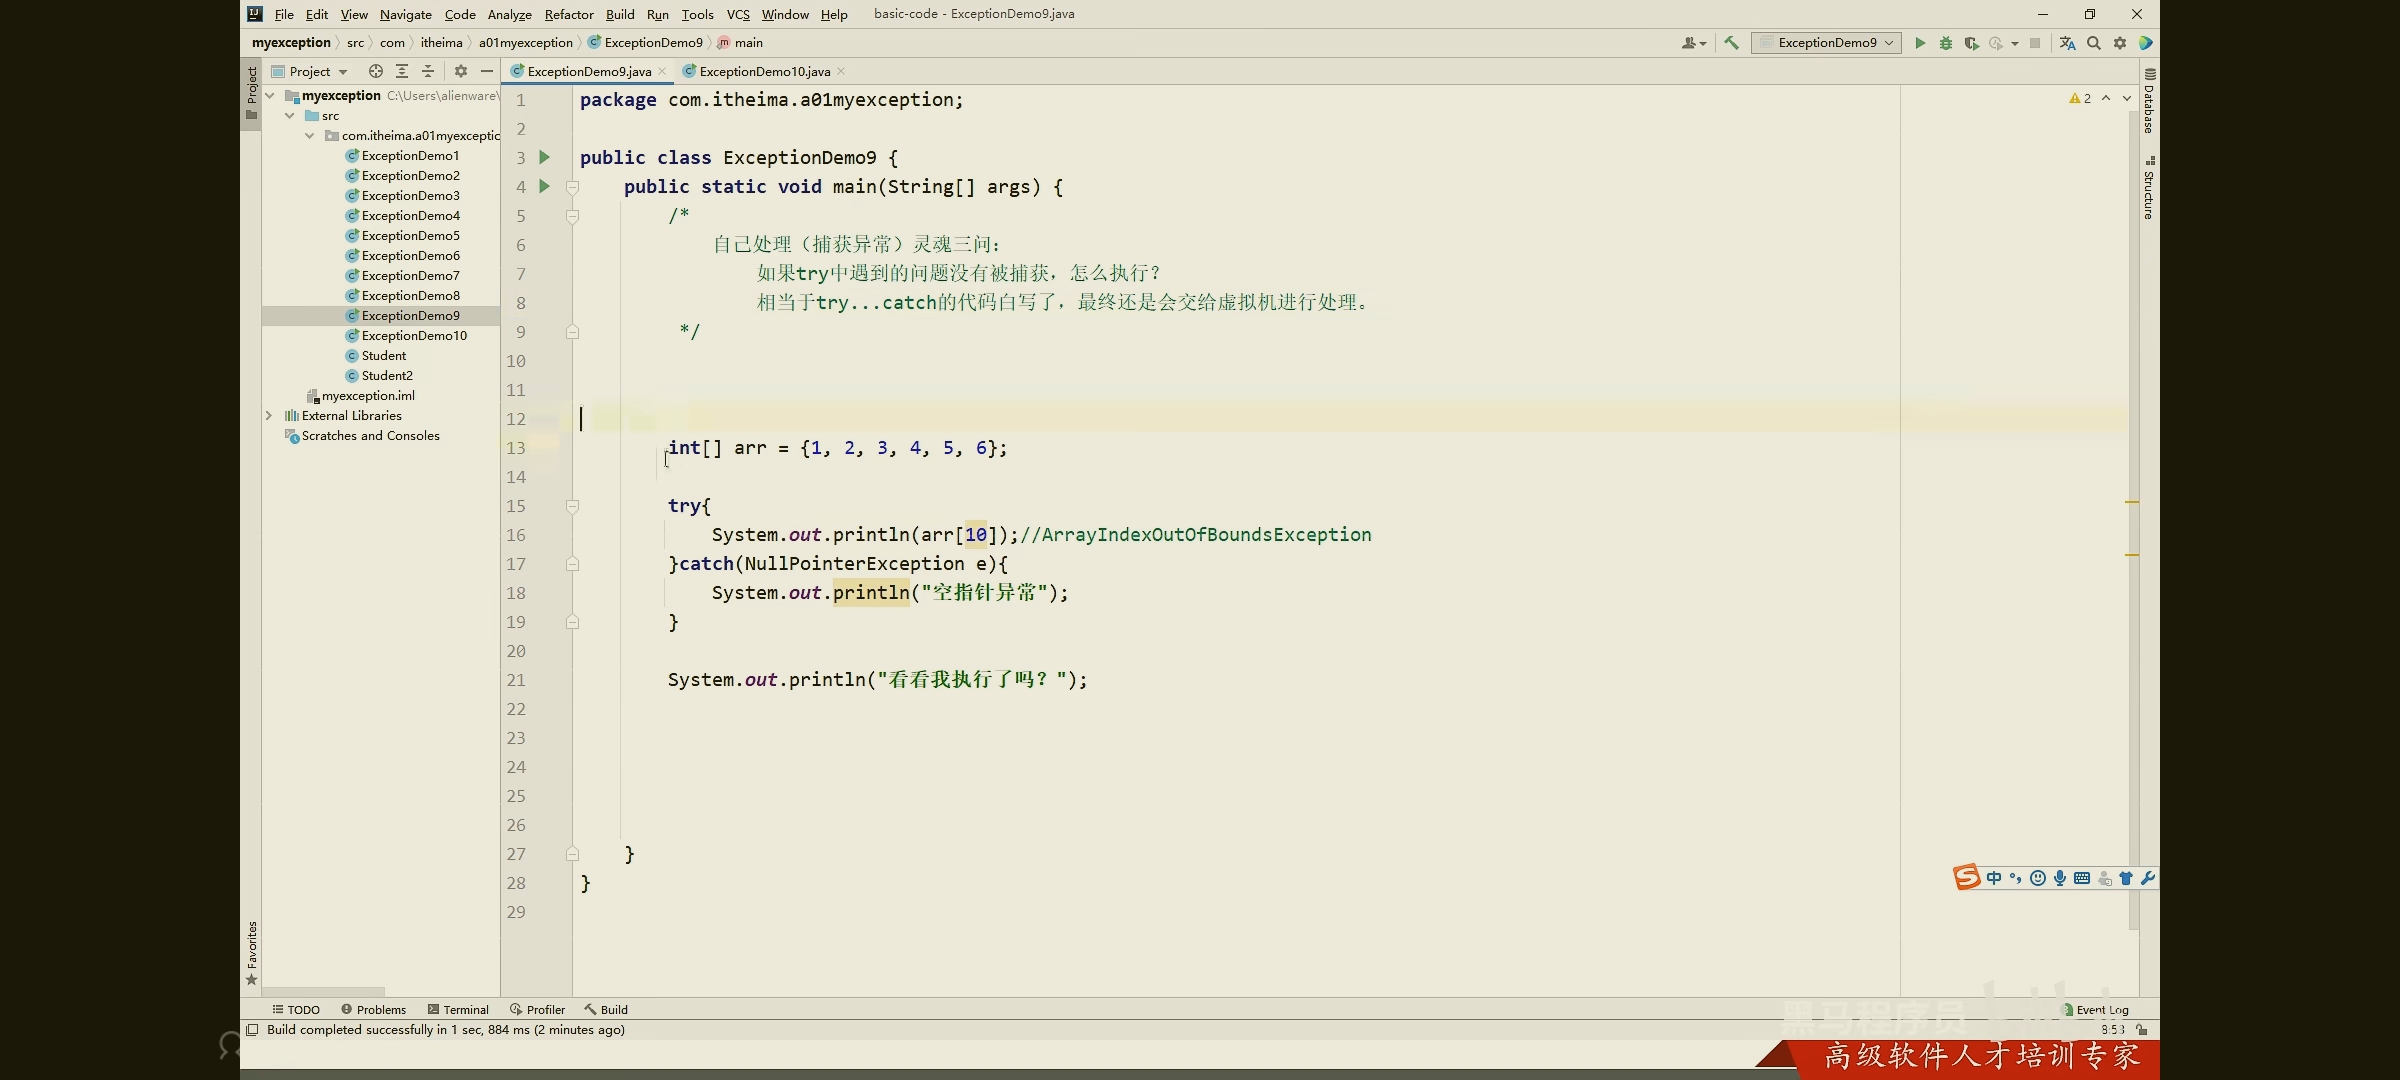 File Edit View Navigate Code Analyze Refactor Build Run Tools VCS Window Help basic-code - ExceptionDemo9.java
myexception src com itheima a01myexception ExceptionDemo9 main ExceptionDemo9
Project
Project
ExceptionDemo9.java ExceptionDemo10.java
myexception C:\Users\alienware\
src
com.itheima.a01myexceptic
ExceptionDemo1
ExceptionDemo2
ExceptionDemo3
ExceptionDemo4
ExceptionDemo5
ExceptionDemo6
ExceptionDemo7
ExceptionDemo8
ExceptionDemo9
ExceptionDemo10
Student
Student2
myexception.iml
External Libraries
Scratches and Consoles
1 package com.itheima.a01myexception;
2
3 public class ExceptionDemo9 {
4 public static void main(String[] args) {
5 /*
6 自己处理（捕获异常）灵魂三问：
7 如果try中遇到的问题没有被捕获，怎么执行？
8 相当于try...catch的代码白写了，最终还是会交给虚拟机进行处理。
9 */
10
11
12
13 int[] arr = {1, 2, 3, 4, 5, 6};
14
15 try{
16 System.out.println(arr[10]);//ArrayIndexOutOfBoundsException
17 }catch(NullPointerException e){
18 System.out.println("空指针异常");
19 }
20
21 System.out.println("看看我执行了吗？");
22
23
24
25
26
27 }
28 }
29
2
Database
Structure
Favorites
中
TODO Problems Terminal Profiler Build Event Log
Build completed successfully in 1 sec, 884 ms (2 minutes ago) 8:53
黑马程序员
高级软件人才培训专家